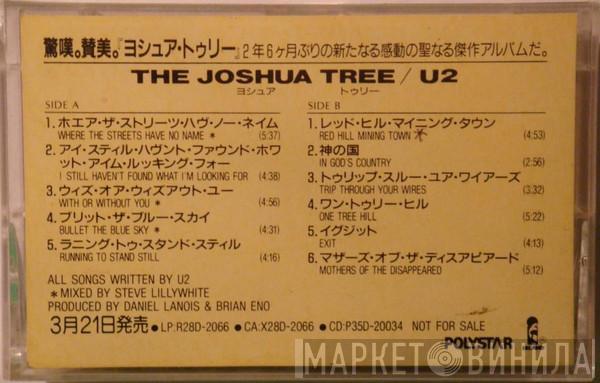 驚嘆。賛美。『ヨシュア・トゥリー』2年6ヶ月ぶりの新たなる感動の聖なる傑作アルバムだ。
THE JOSHUA TREE / U2
ヨシュア トゥリー
SIDE A
1. ホエア・ザ・ストリーツ・ハヴ・ノー・ネイム
WHERE THE STREETS HAVE NO NAME * (5:37)
2. アイ・スティル・ハヴント・ファウンド・ホワ
ット・アイム・ルッキング・フォー
I STILL HAVEN'T FOUND WHAT I'M LOOKING FOR (4:38)
3. ウィズ・オア・ウィズアウト・ユー
WITH OR WITHOUT YOU * (4:56)
4. ブリット・ザ・ブルー・スカイ
BULLET THE BLUE SKY * (4:31)
5. ラニング・トゥ・スタンド・スティル
RUNNING TO STAND STILL (4:16)
SIDE B
1. レッド・ヒル・マイニング・タウン
RED HILL MINING TOWN * (4:53)
2. 神の国
IN GOD'S COUNTRY (2:56)
3. トゥリップ・スルー・ユア・ワイアーズ
TRIP THROUGH YOUR WIRES (3.32)
4. ワン・トゥリー・ヒル
ONE TREE HILL (5:22)
5. イグジット
EXIT (4:13)
6. マザーズ・オブ・ザ・ディスアピアード
MOTHERS OF THE DISAPPEARED (5:12)
ALL SONGS WRITTEN BY U2
* MIXED BY STEVE LILLYWHITE
PRODUCED BY DANIEL LANOIS & BRIAN ENO
3月21日発売 ●LP:R28D-2066 ●CA:X28D-2066 ●CD:P35D-20034 NOT FOR SALE
POLYSTAR
МАРКЕТ ВИНИЛА